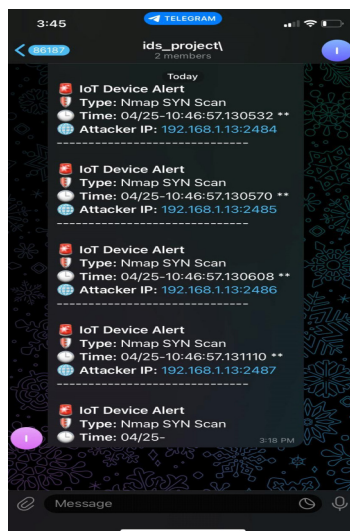 3:45
TELEGRAM
86187
ids_project\
2 members
I
Today
IoT Device Alert
Type: Nmap SYN Scan
Time: 04/25-10:46:57.130532 **
Attacker IP: 192.168.1.13:2484
------------------------------
IoT Device Alert
Type: Nmap SYN Scan
Time: 04/25-10:46:57.130570 **
Attacker IP: 192.168.1.13:2485
------------------------------
IoT Device Alert
Type: Nmap SYN Scan
Time: 04/25-10:46:57.130608 **
Attacker IP: 192.168.1.13:2486
------------------------------
IoT Device Alert
Type: Nmap SYN Scan
Time: 04/25-10:46:57.131110 **
Attacker IP: 192.168.1.13:2487
------------------------------
IoT Device Alert
Type: Nmap SYN Scan
I
Time: 04/25-
3:18 PM
Message